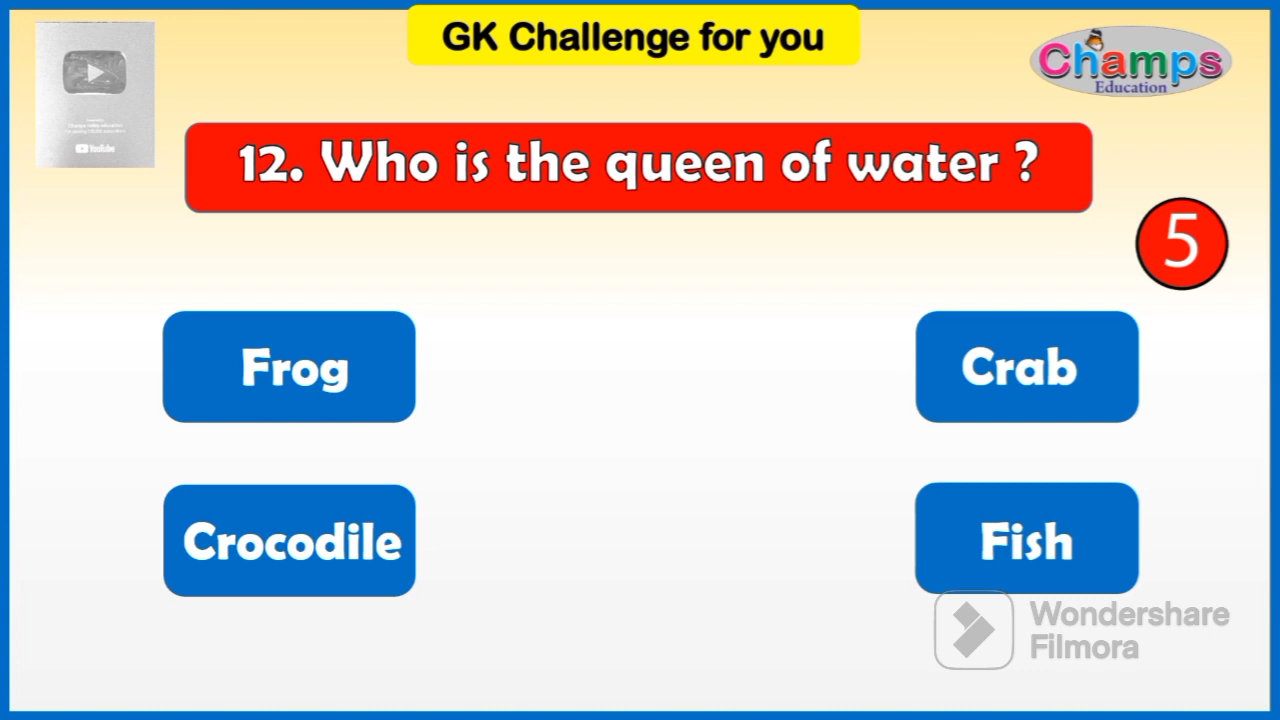 GK Challenge for you
Champs
Education
YouTube
12. Who is the queen of water ?
5
Frog
Crab
Crocodile
Fish
Wondershare
Filmora